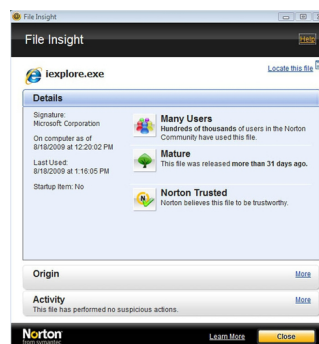 File Insight
File Insight
Help
iexplore.exe
Locate this file
Details
Signature:
Microsoft Corporation
On computer as of
8/18/2009 at 12:20:02 PM
Last Used:
8/18/2009 at 1:16:05 PM
Startup Item: No
Many Users
Hundreds of thousands of users in the Norton
Community have used this file.
Mature
This file was released more than 31 days ago.
Norton Trusted
Norton believes this file to be trustworthy.
Origin
More
Activity
More
This file has performed no suspicious actions.
Norton
from symantec
Learn More
Close